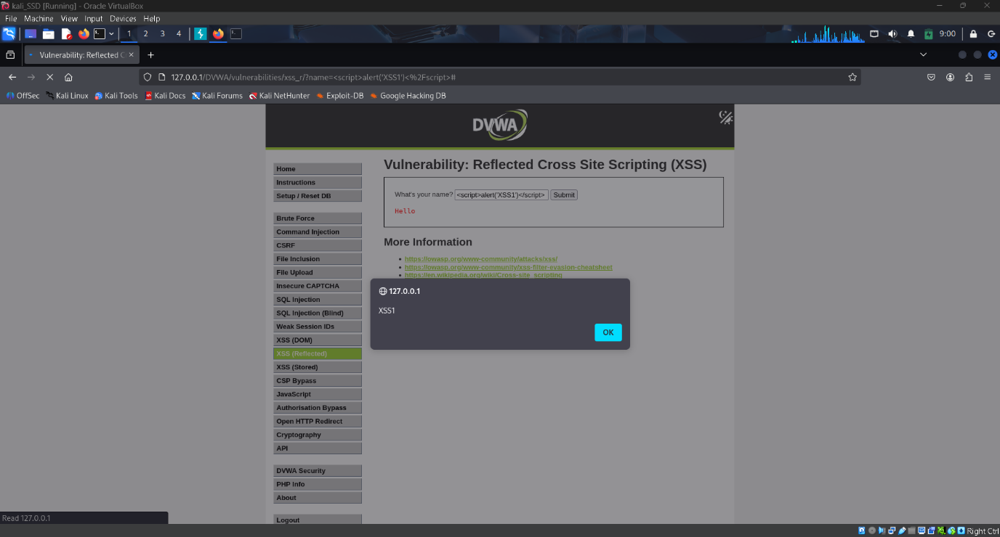 kali_SSD [Running] - Oracle VirtualBox
File Machine View Input Devices Help
1 2 3 4 9:00
Vulnerability: Reflected C
127.0.0.1/DVWA/vulnerabilities/xss_r/?name=<script>alert('XSS1')<%2Fscript>#
OffSec Kali Linux Kali Tools Kali Docs Kali Forums Kali NetHunter Exploit-DB Google Hacking DB
DVWA
Vulnerability: Reflected Cross Site Scripting (XSS)
What's your name? <script>alert('XSS1')</script> Submit
Hello
More Information
https://owasp.org/www-community/attacks/xss/
https://owasp.org/www-community/xss-filter-evasion-cheatsheet
https://en.wikipedia.org/wiki/Cross-site_scripting
127.0.0.1
XSS1
OK
Home
Instructions
Setup / Reset DB
Brute Force
Command Injection
CSRF
File Inclusion
File Upload
Insecure CAPTCHA
SQL Injection
SQL Injection (Blind)
Weak Session IDs
XSS (DOM)
XSS (Reflected)
XSS (Stored)
CSP Bypass
JavaScript
Authorisation Bypass
Open HTTP Redirect
Cryptography
API
DVWA Security
PHP Info
About
Logout
Read 127.0.0.1
Right Ctrl